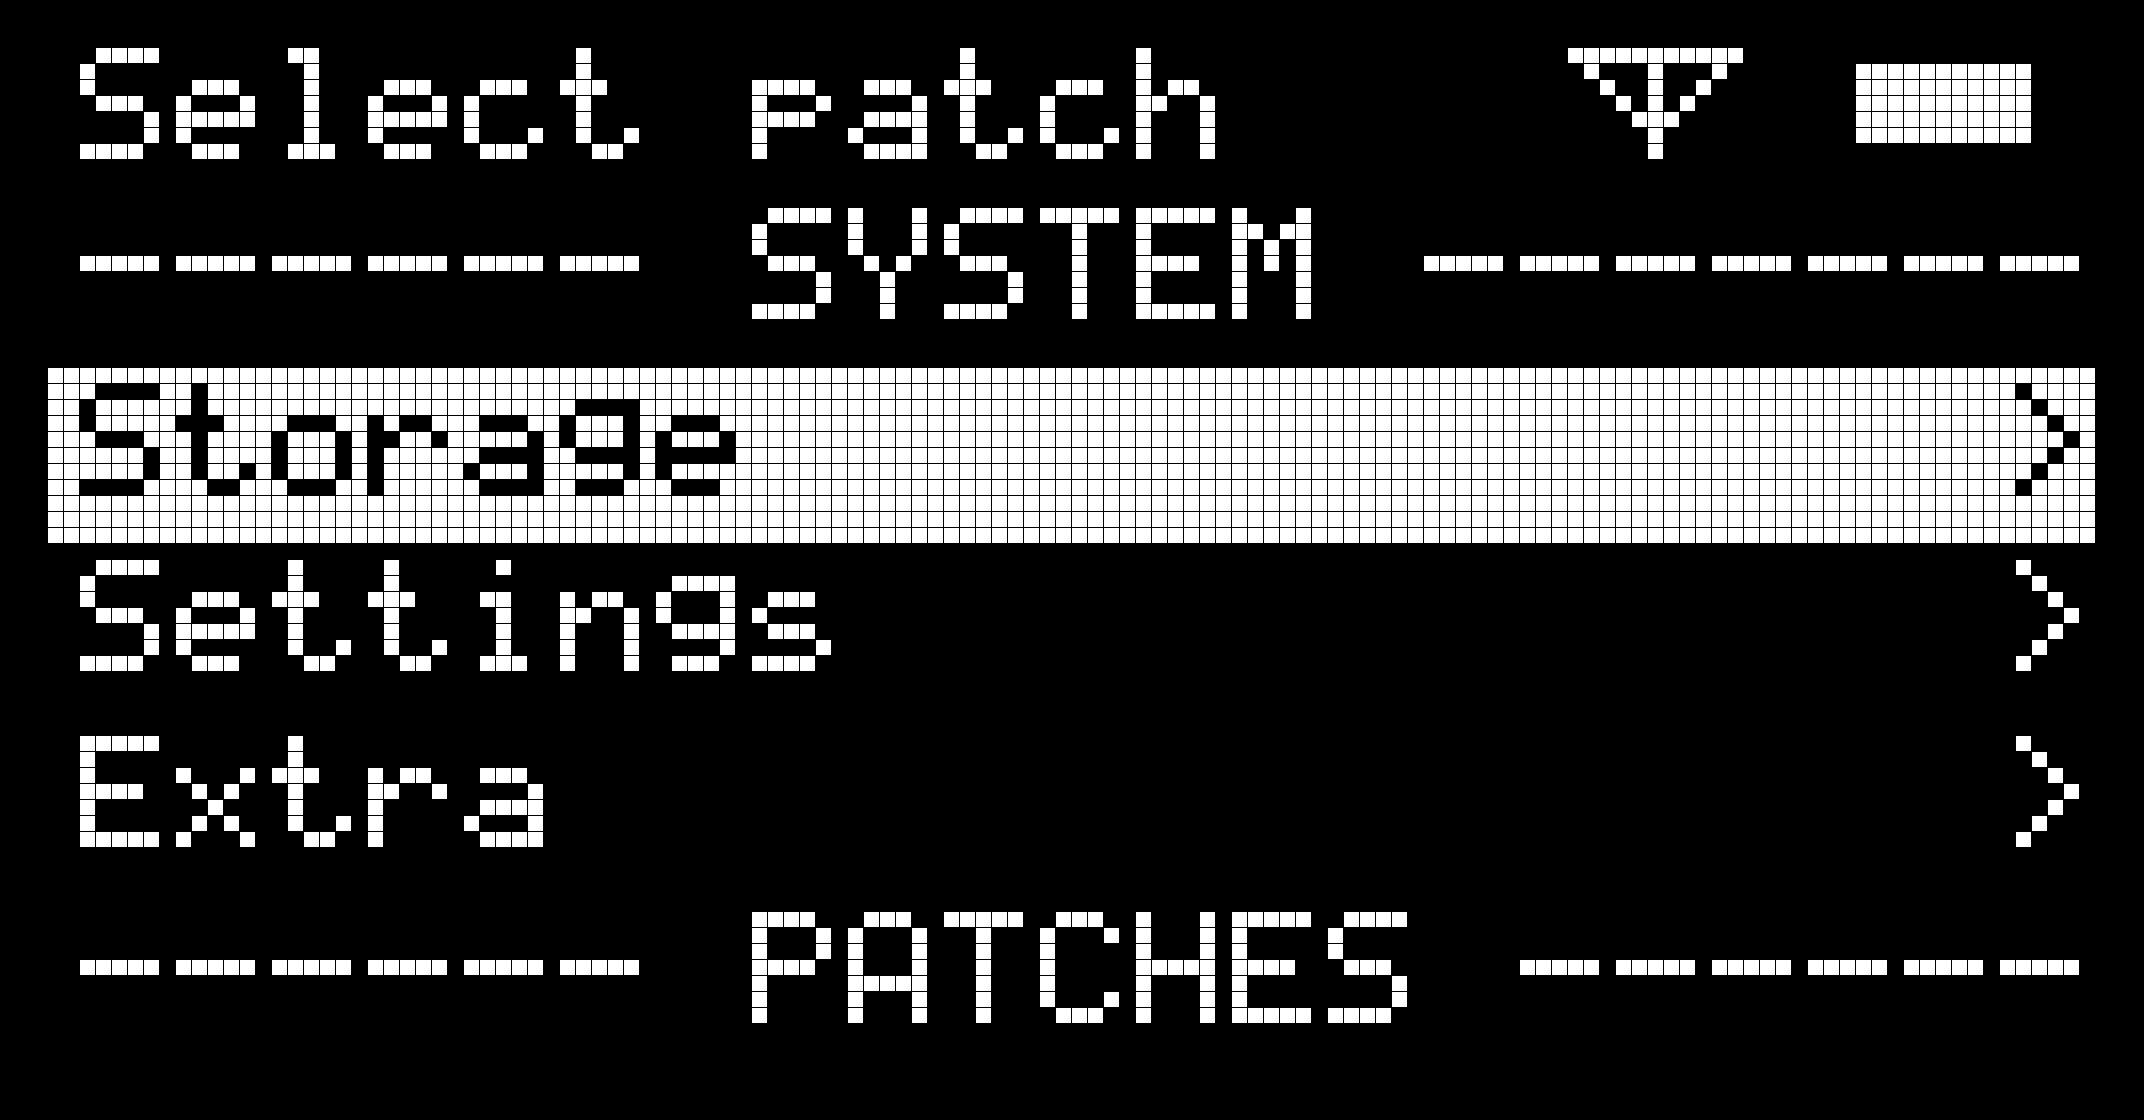 Select patch
------ SYSTEM -------
Storage >
Settings >
Extra >
------ PATCHES ------